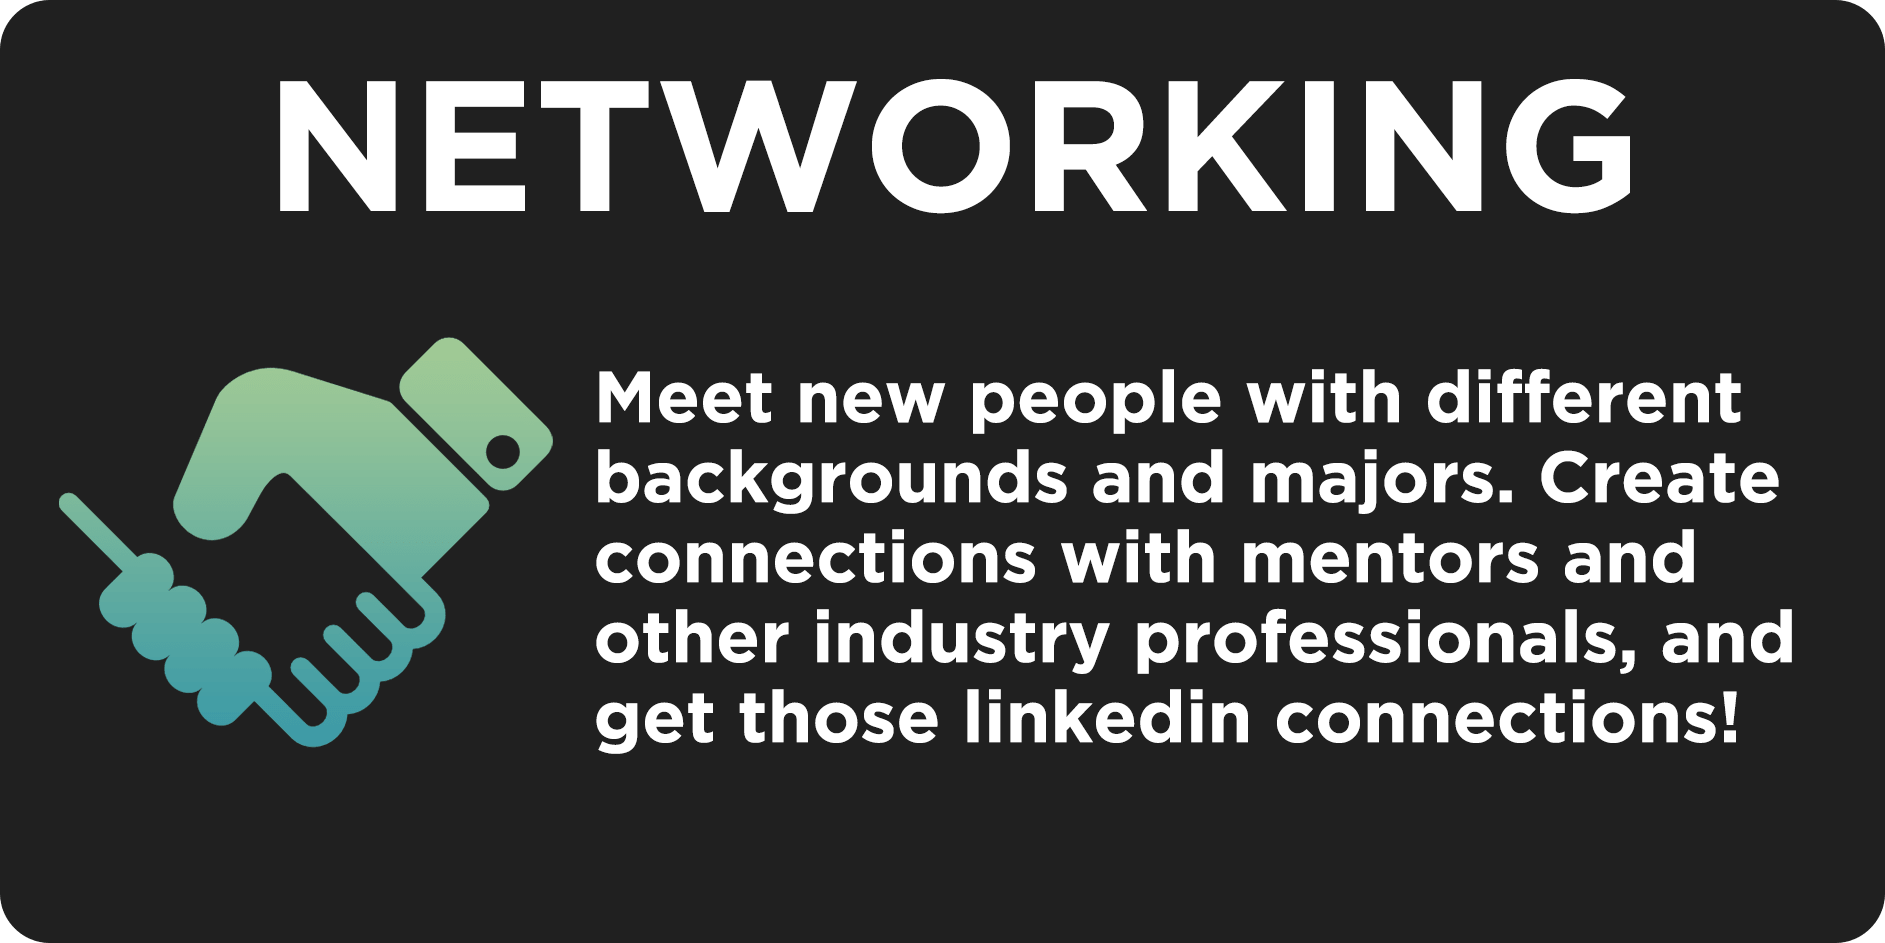 NETWORKING
Meet new people with different
backgrounds and majors. Create
connections with mentors and
other industry professionals, and
get those linkedin connections!